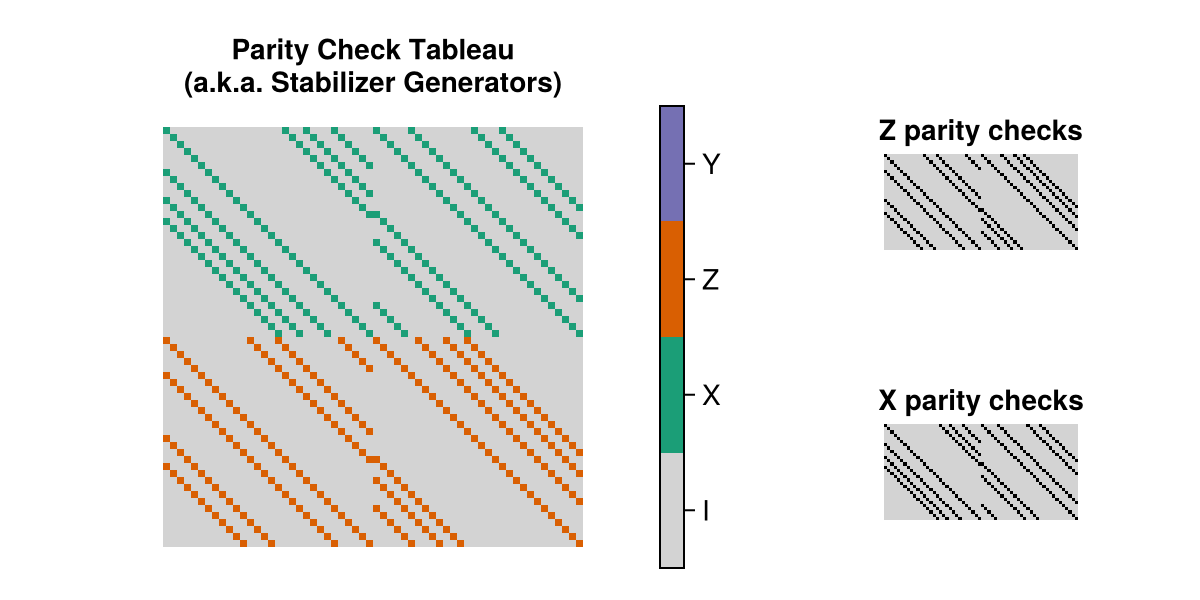 Parity Check Tableau
(a.k.a. Stabilizer Generators)
Y
Z
X
I
Z parity checks
X parity checks